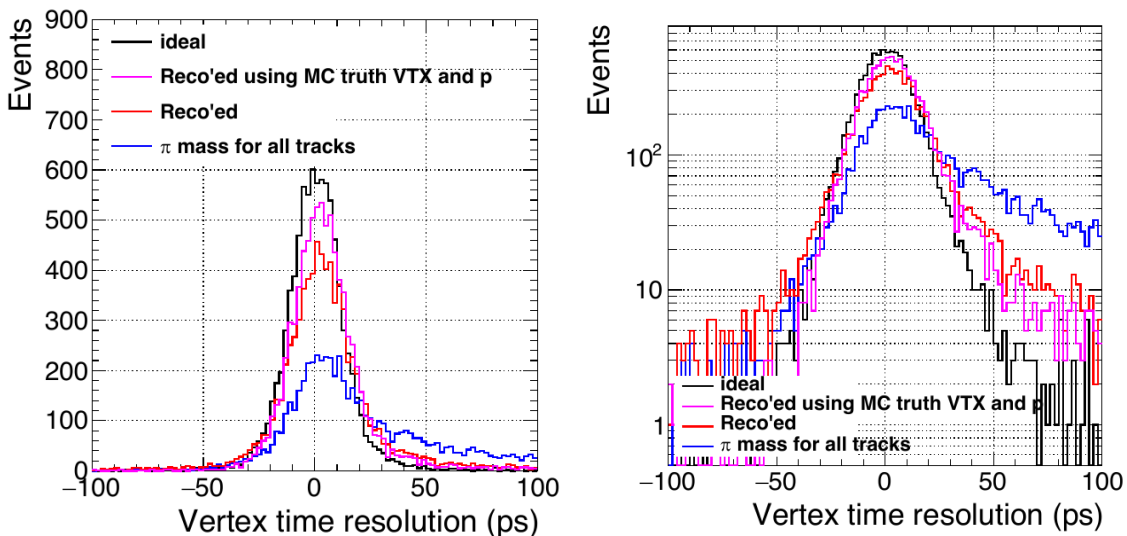 Events
900
800
700
600
500
400
300
200
100
0
ideal
Reco'ed using MC truth VTX and p
Reco'ed
π mass for all tracks
−100 −50 0 50 100
Vertex time resolution (ps)
Events
10²
10
1
ideal
Reco'ed using MC truth VTX and p
Reco'ed
π mass for all tracks
−100 −50 0 50 100
Vertex time resolution (ps)